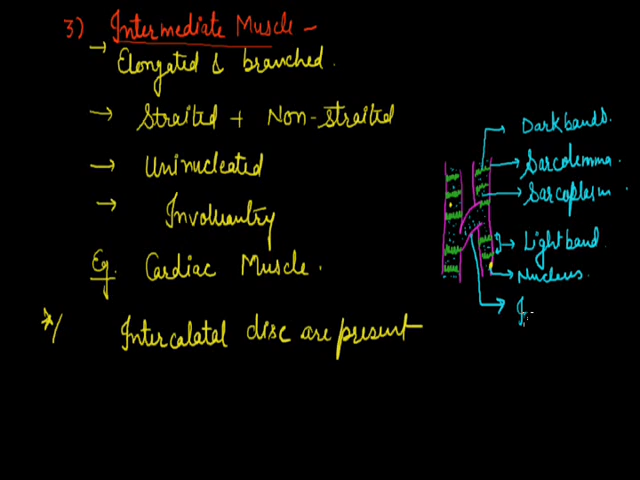 3) Intermediate Muscle -
→ Elongated & branched.
→ Straited + Non-straited
→ Uninucleated
→ Involuantry
Eg. Cardiac Muscle.
*/ Intercalatal disc are present
Dark bands.
Sarcolemma
Sarcoplasm
Light band
Nucleus.
I